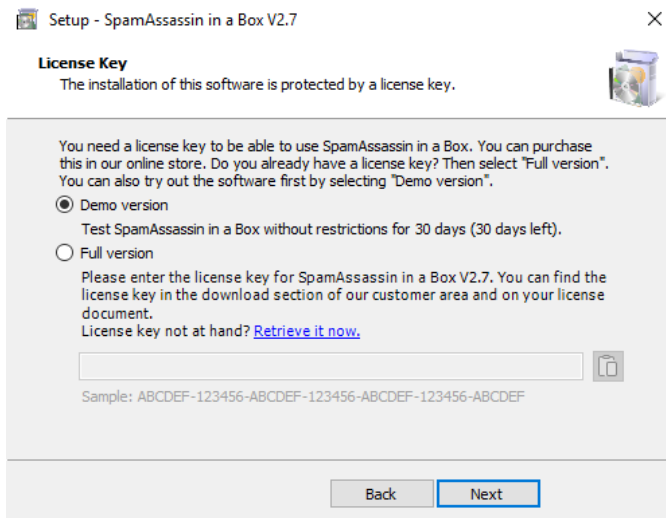 Setup - SpamAssassin in a Box V2.7
License Key
The installation of this software is protected by a license key.
You need a license key to be able to use SpamAssassin in a Box. You can purchase
this in our online store. Do you already have a license key? Then select "Full version".
You can also try out the software first by selecting "Demo version".
Demo version
Test SpamAssassin in a Box without restrictions for 30 days (30 days left).
Full version
Please enter the license key for SpamAssassin in a Box V2.7. You can find the
license key in the download section of our customer area and on your license
document.
License key not at hand? Retrieve it now.
Sample: ABCDEF-123456-ABCDEF-123456-ABCDEF-123456-ABCDEF
Back
Next